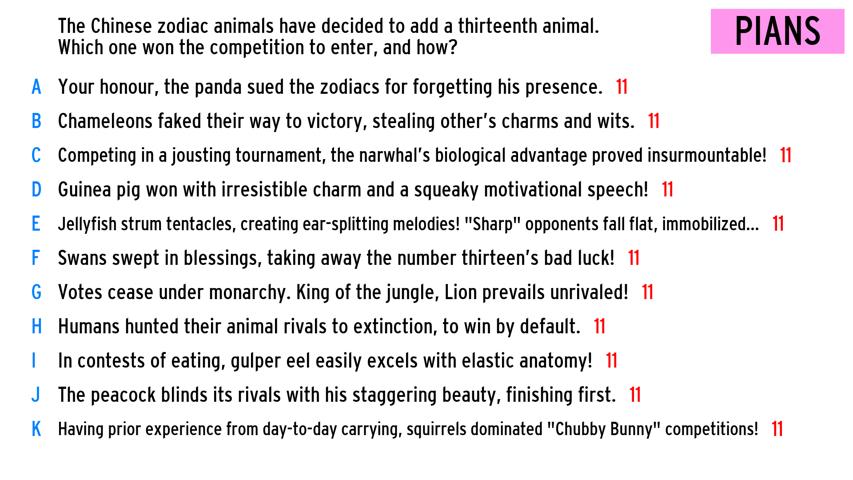 The Chinese zodiac animals have decided to add a thirteenth animal.
Which one won the competition to enter, and how?
PIANS
A Your honour, the panda sued the zodiacs for forgetting his presence. 11
B Chameleons faked their way to victory, stealing other's charms and wits. 11
C Competing in a jousting tournament, the narwhal's biological advantage proved insurmountable! 11
D Guinea pig won with irresistible charm and a squeaky motivational speech! 11
E Jellyfish strum tentacles, creating ear-splitting melodies! "Sharp" opponents fall flat, immobilized... 11
F Swans swept in blessings, taking away the number thirteen's bad luck! 11
G Votes cease under monarchy. King of the jungle, Lion prevails unrivaled! 11
H Humans hunted their animal rivals to extinction, to win by default. 11
I In contests of eating, gulper eel easily excels with elastic anatomy! 11
J The peacock blinds its rivals with his staggering beauty, finishing first. 11
K Having prior experience from day-to-day carrying, squirrels dominated "Chubby Bunny" competitions! 11